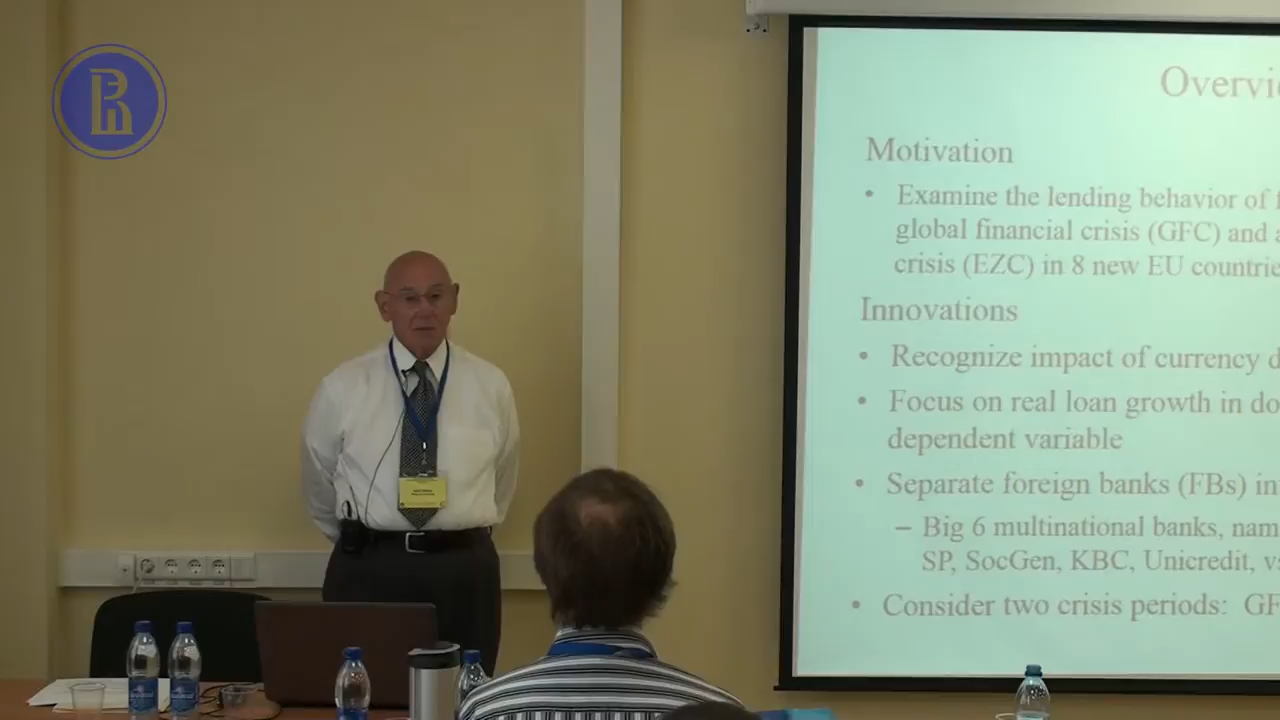 Overvi
Motivation
• Examine the lending behavior of f
global financial crisis (GFC) and a
crisis (EZC) in 8 new EU countrie
Innovations
• Recognize impact of currency d
• Focus on real loan growth in do
dependent variable
• Separate foreign banks (FBs) in
– Big 6 multinational banks, nam
SP, SocGen, KBC, Unicredit, vs
• Consider two crisis periods: GF